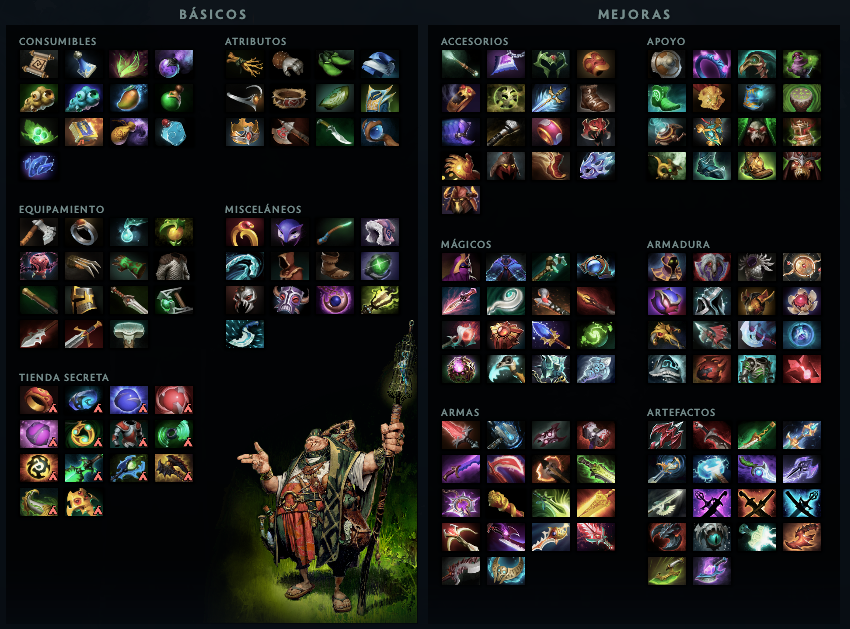 BÁSICOS
MEJORAS
CONSUMIBLES
ATRIBUTOS
ACCESORIOS
APOYO
EQUIPAMIENTO
MISCELÁNEOS
MÁGICOS
ARMADURA
TIENDA SECRETA
ARMAS
ARTEFACTOS